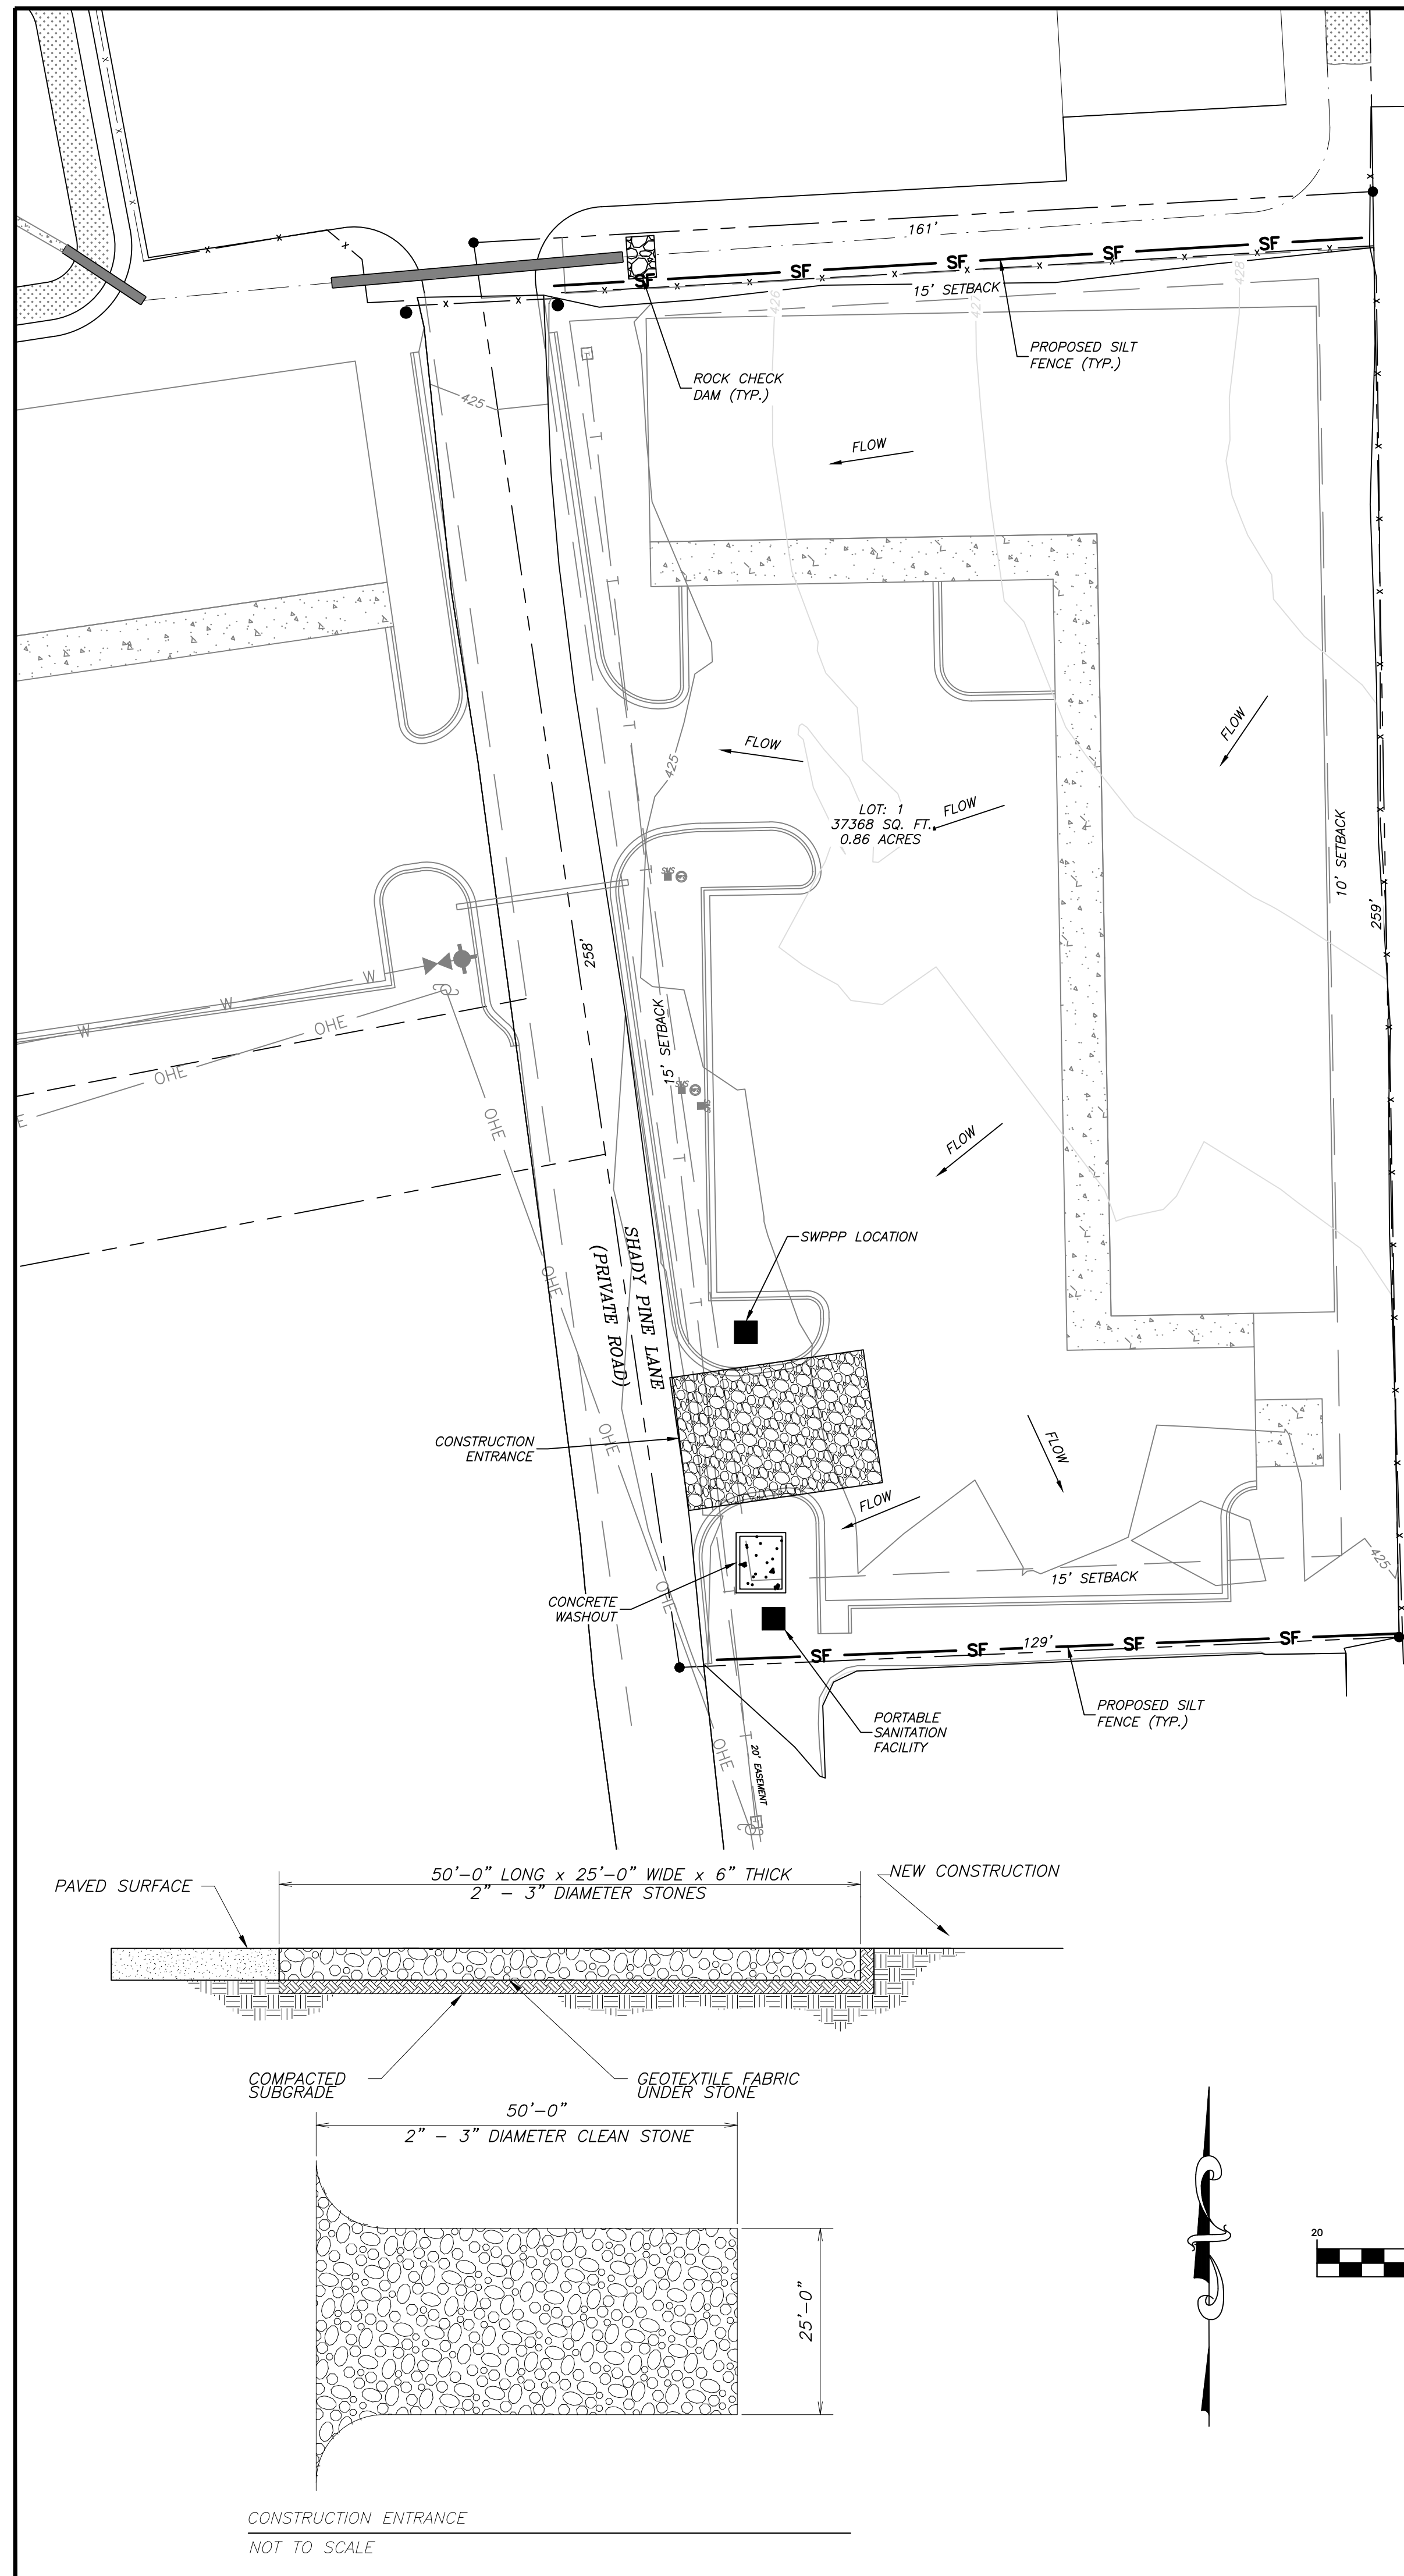 161'
SF
SF
SF
SF
SF
15' SETBACK
426
427
428
PROPOSED SILT
FENCE (TYP.)
ROCK CHECK
DAM (TYP.)
425
FLOW
T
T
T
FLOW
FLOW
425
LOT: 1
37368 SQ. FT.
0.86 ACRES
FLOW
10' SETBACK
259'
T
SMS
258'
W
W
W
OHE
OHE
15' SETBACK
SMS
SMS
E
OHE
T
FLOW
SHADY PINE LANE
(PRIVATE ROAD)
SWPPP LOCATION
OHE
T
CONSTRUCTION
ENTRANCE
OHE
FLOW
FLOW
425
15' SETBACK
CONCRETE
WASHOUT
OHE
T
SF
SF
129'
SF
SF
PORTABLE
SANITATION
FACILITY
PROPOSED SILT
FENCE (TYP.)
OHE
T
20' EASEMENT
PAVED SURFACE
50'-0" LONG x 25'-0" WIDE x 6" THICK
2" - 3" DIAMETER STONES
NEW CONSTRUCTION
COMPACTED
SUBGRADE
GEOTEXTILE FABRIC
UNDER STONE
50'-0"
2" - 3" DIAMETER CLEAN STONE
25'-0"
20
CONSTRUCTION ENTRANCE
NOT TO SCALE